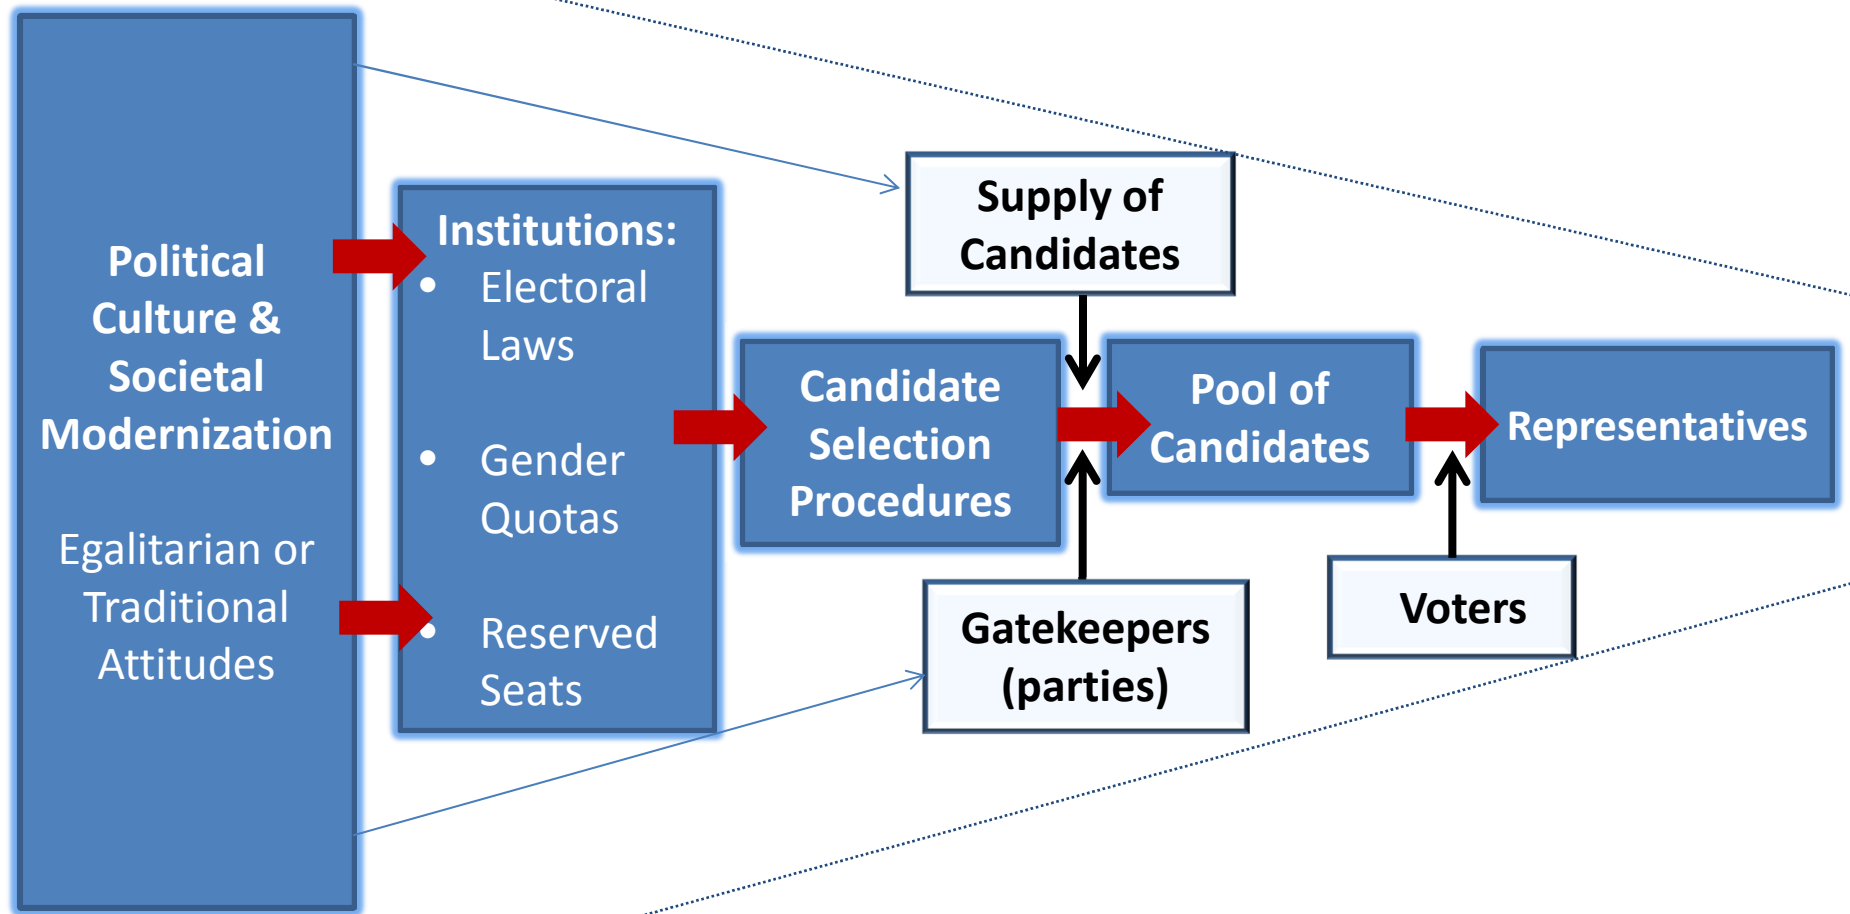 Political
Culture &
Societal
Modernization
Egalitarian or
Traditional
Attitudes
Institutions:
• Electoral
Laws
• Gender
Quotas
• Reserved
Seats
Supply of
Candidates
Candidate
Selection
Procedures
Pool of
Candidates
Representatives
Gatekeepers
(parties)
Voters